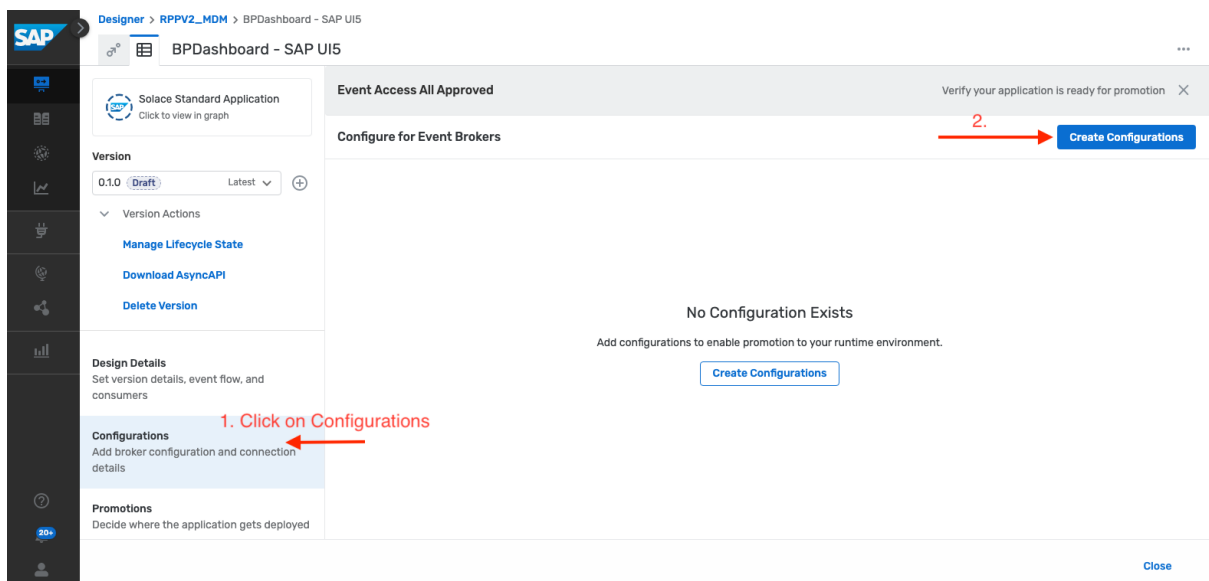 SAP
Designer > RPPV2_MDM > BPDashboard - SAP UI5
BPDashboard - SAP UI5
SAP
Solace Standard Application
Click to view in graph
Version
0.1.0 Draft Latest
Version Actions
Manage Lifecycle State
Download AsyncAPI
Delete Version
Design Details
Set version details, event flow, and
consumers
1. Click on Configurations
Configurations
Add broker configuration and connection
details
Promotions
Decide where the application gets deployed
20+
Event Access All Approved
Verify your application is ready for promotion
2.
Configure for Event Brokers
Create Configurations
No Configuration Exists
Add configurations to enable promotion to your runtime environment.
Create Configurations
Close